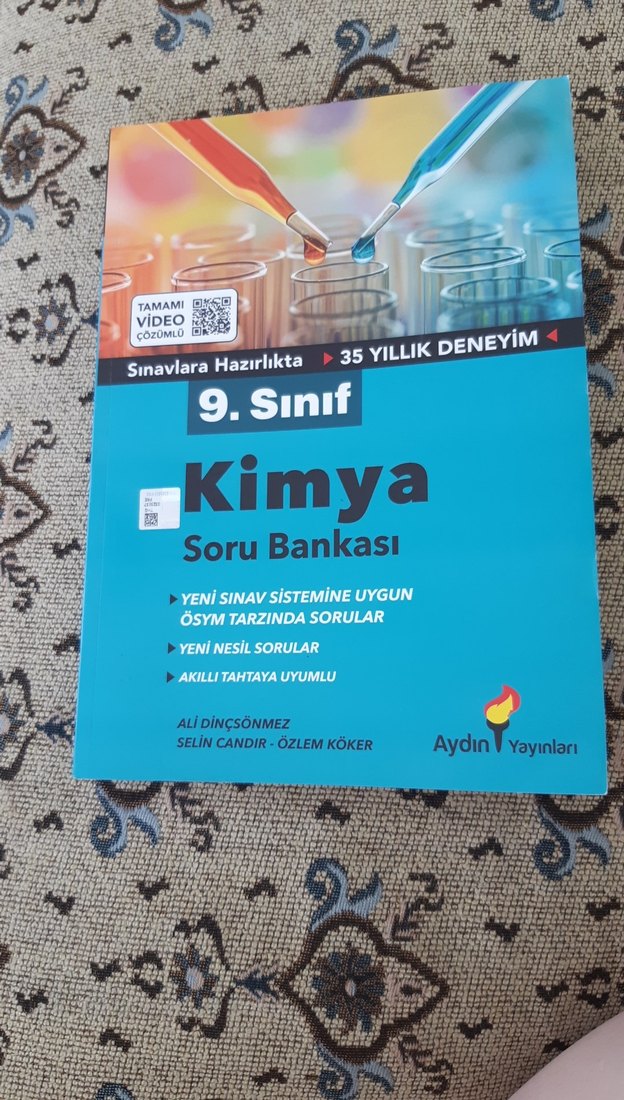 TAMAMI
VİDEO
ÇÖZÜMLÜ
Sınavlara Hazırlıkta 35 YILLIK DENEYİM
9. Sınıf
Kimya
Soru Bankası
YENİ SINAV SİSTEMİNE UYGUN
ÖSYM TARZINDA SORULAR
YENİ NESİL SORULAR
AKILLI TAHTAYA UYUMLU
ALİ DİNÇSÖNMEZ
SELİN CANDIR - ÖZLEM KÖKER
Aydın Yayınları